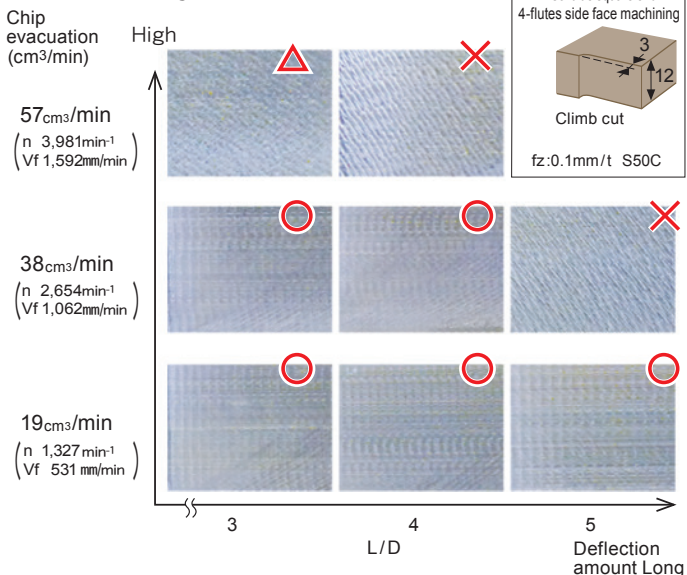 Chip
evacuation
(cm³/min)
High
4-flutes side face machining
3
12
Climb cut
fz:0.1mm/t S50C
57cm³/min
(n 3,981min⁻¹
Vf 1,592mm/min)
38cm³/min
(n 2,654min⁻¹
Vf 1,062mm/min)
19cm³/min
(n 1,327min⁻¹
Vf 531 mm/min)
3
4
5
L/D
Deflection
amount Long